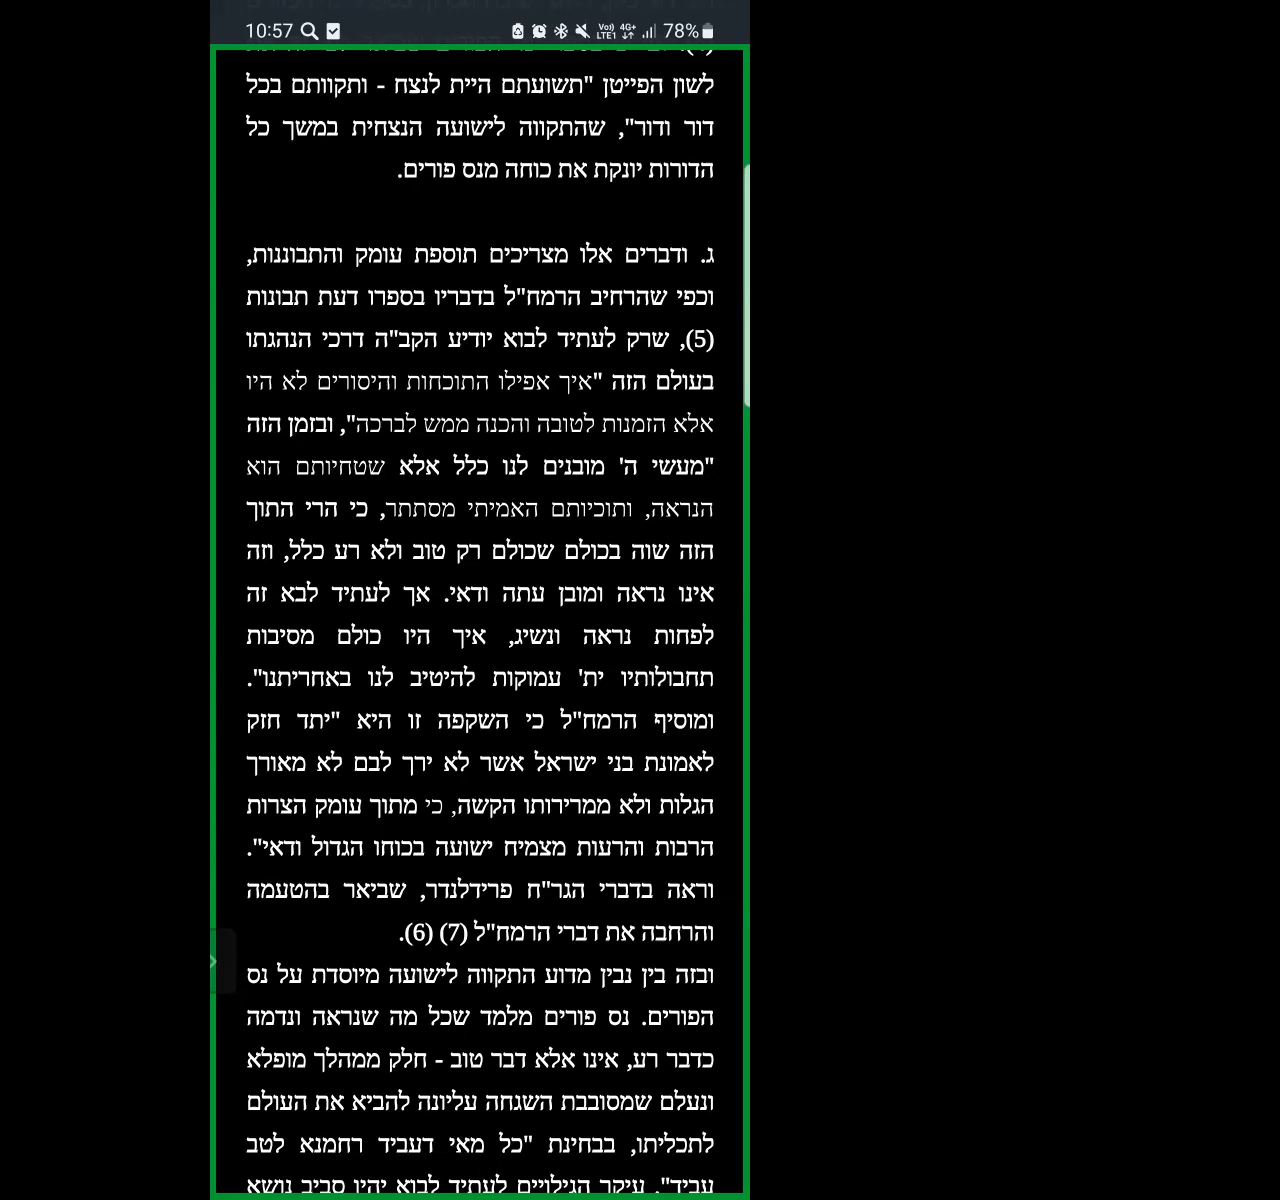 10:57
Vo)) LTE1 4G+ 78%
לשון הפייטן "תשועתם היית לנצח - ותקוותם בכל
דור ודור", שהתקווה לישועה הנצחית במשך כל
הדורות יונקת את כוחה מנס פורים.
ג. ודברים אלו מצריכים תוספת עומק והתבוננות,
וכפי שהרחיב הרמח"ל בדבריו בספרו דעת תבונות
(5), שרק לעתיד לבוא יודיע הקב"ה דרכי הנהגתו
בעולם הזה "איך אפילו התוכחות והיסורים לא היו
אלא הזמנות לטובה והכנה ממש לברכה", ובזמן הזה
"מעשי ה' מובנים לנו כלל אלא שטחיותם הוא
הנראה, ותוכיותם האמיתי מסתתר, כי הרי התוך
הזה שוה בכולם שכולם רק טוב ולא רע כלל, וזה
אינו נראה ומובן עתה ודאי. אך לעתיד לבא זה
לפחות נראה ונשיג, איך היו כולם מסיבות
תחבולותיו ית' עמוקות להיטיב לנו באחריתנו".
ומוסיף הרמח"ל כי השקפה זו היא "יתד חזק
לאמונת בני ישראל אשר לא ירך לבם לא מאורך
הגלות ולא ממרירותו הקשה, כי מתוך עומק הצרות
הרבות והרעות מצמיח ישועה בכוחו הגדול ודאי".
וראה בדברי הגר"ח פרידלנדר, שביאר בהטעמה
והרחבה את דברי הרמח"ל (7) (6).
ובזה בין נבין מדוע התקווה לישועה מיוסדת על נס
הפורים. נס פורים מלמד שכל מה שנראה ונדמה
כדבר רע, אינו אלא דבר טוב - חלק ממהלך מופלא
ונעלם שמסובבת השגחה עליונה להביא את העולם
לתכליתו, בבחינת "כל מאי דעביד רחמנא לטב
עביד". עיקר הגילויים לעתיד לבוא יהיו סביב נושא